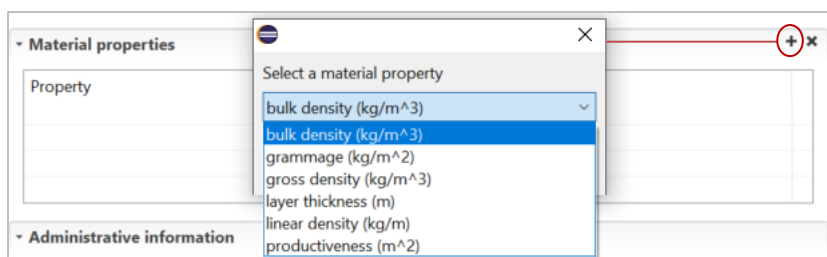 Material properties
Property
Select a material property
bulk density (kg/m^3)
bulk density (kg/m^3)
grammage (kg/m^2)
gross density (kg/m^3)
layer thickness (m)
linear density (kg/m)
productiveness (m^2)
Administrative information